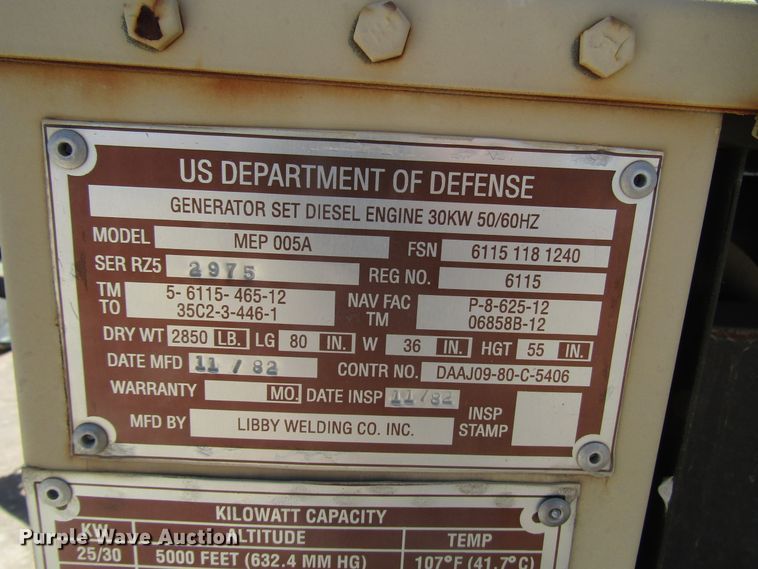 US DEPARTMENT OF DEFENSE
GENERATOR SET DIESEL ENGINE 30KW 50/60HZ
MODEL MEP 005A FSN 6115 118 1240
SER RZ5 2975 REG NO. 6115
TM 5- 6115- 465-12 NAV FAC P-8-625-12
TO 35C2-3-446-1 TM 06858B-12
DRY WT 2850 LB. LG 80 IN. W 36 IN. HGT 55 IN.
DATE MFD 11 / 82 CONTR NO. DAAJ09-80-C-5406
WARRANTY MO. DATE INSP 11/82 INSP STAMP
MFD BY LIBBY WELDING CO. INC.
KILOWATT CAPACITY
KW ALTITUDE TEMP
25/30 5000 FEET (632.4 MM HG) 107°F (41.7°C)
Purple Wave Auction